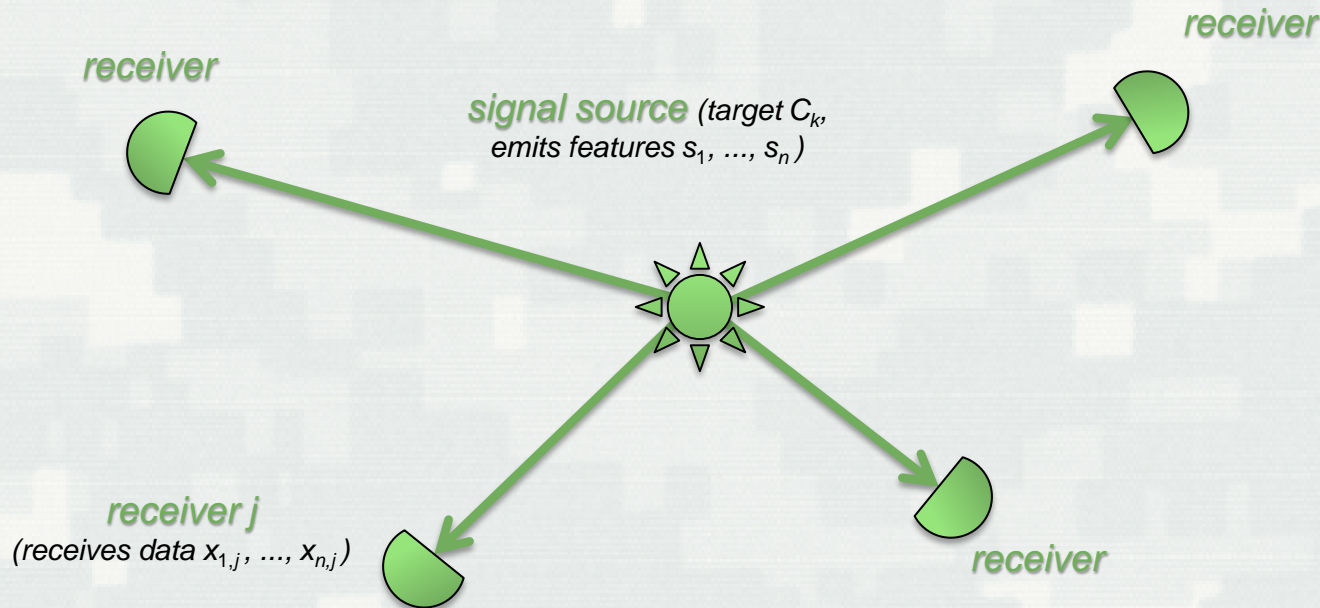 receiver
receiver
signal source (target Cₖ,
emits features s₁, ..., sₙ )
receiver j
(receives data x₁,ⱼ , ..., xₙ,ⱼ )
receiver